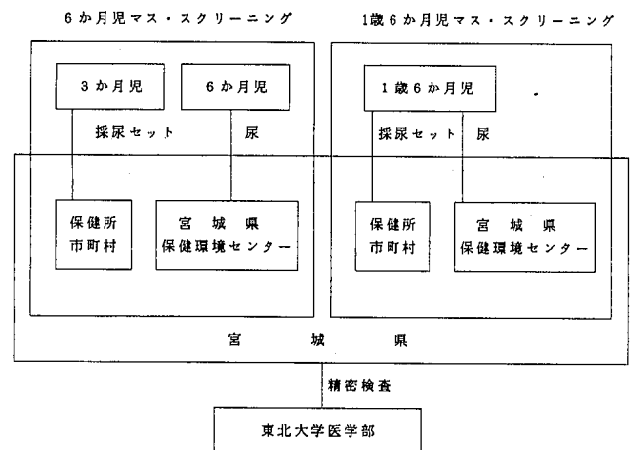 6か月児マス・スクリーニング
1歳6か月児マス・スクリーニング
3か月児
6か月児
1歳6か月児
採尿セット
尿
採尿セット
尿
保健所
市町村
宮城県
保健環境センター
保健所
市町村
宮城県
保健環境センター
宮城県
精密検査
東北大学医学部